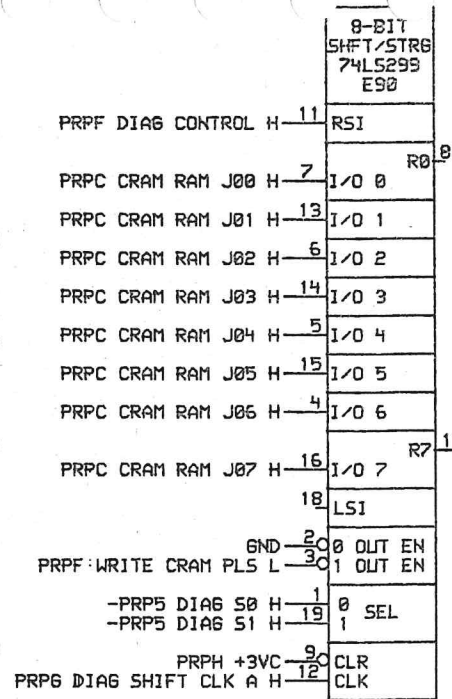 8-BIT
SHFT/STRG
74LS299
E90
PRPF DIAG CONTROL H 11 RSI
R0 8
PRPC CRAM RAM J00 H 7 I/O 0
PRPC CRAM RAM J01 H 13 I/O 1
PRPC CRAM RAM J02 H 6 I/O 2
PRPC CRAM RAM J03 H 14 I/O 3
PRPC CRAM RAM J04 H 5 I/O 4
PRPC CRAM RAM J05 H 15 I/O 5
PRPC CRAM RAM J06 H 4 I/O 6
R7 1
PRPC CRAM RAM J07 H 16 I/O 7
18 LSI
GND 2 0 OUT EN
PRPF WRITE CRAM PLS L 3 1 OUT EN
-PRP5 DIAG S0 H 1 0 SEL
-PRP5 DIAG S1 H 19 1
PRPH +3VC 9 CLR
PRPG DIAG SHIFT CLK A H 12 CLK